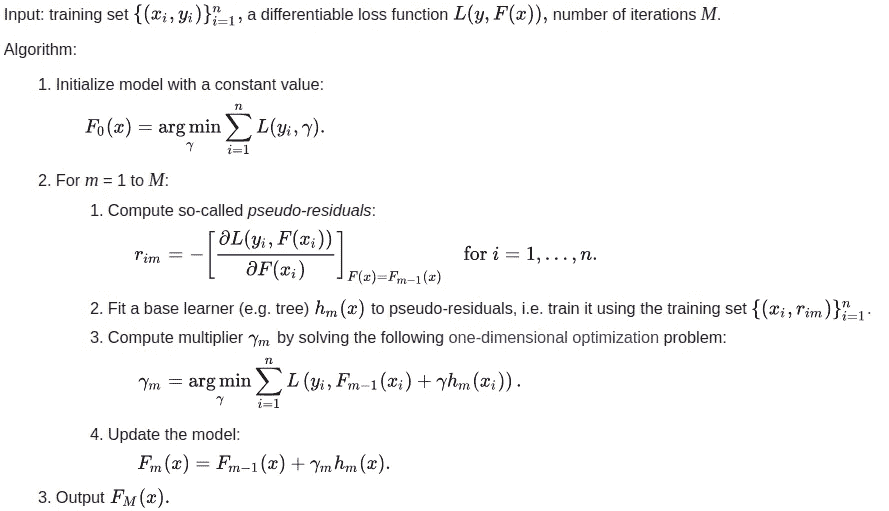 Input: training set $\{(x_i, y_i)\}_{i=1}^{n}$, a differentiable loss function $L(y, F(x))$, number of iterations $M$.
Algorithm:
1. Initialize model with a constant value:
$F_0(x) = \underset{\gamma}{\arg\min} \sum_{i=1}^{n} L(y_i, \gamma).$
2. For $m$ = 1 to $M$:
1. Compute so-called pseudo-residuals:
$r_{im} = -\left[\frac{\partial L(y_i, F(x_i))}{\partial F(x_i)}\right]_{F(x)=F_{m-1}(x)} \quad \text{for } i = 1, \ldots, n.$
2. Fit a base learner (e.g. tree) $h_m(x)$ to pseudo-residuals, i.e. train it using the training set $\{(x_i, r_{im})\}_{i=1}^{n}$.
3. Compute multiplier $\gamma_m$ by solving the following one-dimensional optimization problem:
$\gamma_m = \underset{\gamma}{\arg\min} \sum_{i=1}^{n} L\left(y_i, F_{m-1}(x_i) + \gamma h_m(x_i)\right).$
4. Update the model:
$F_m(x) = F_{m-1}(x) + \gamma_m h_m(x).$
3. Output $F_M(x).$